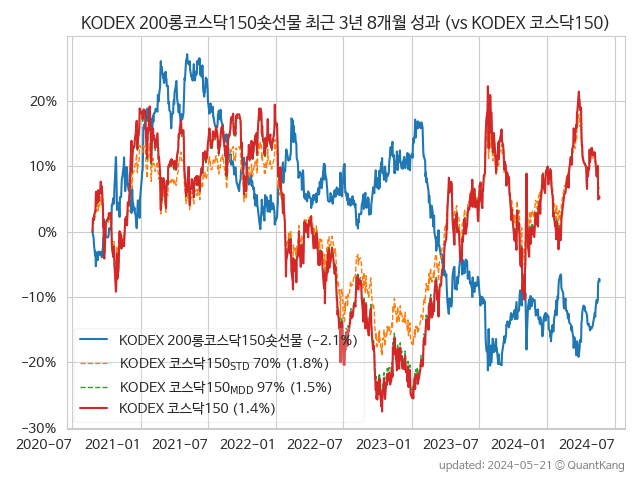 KODEX 200롱코스닥150숏선물 최근 3년 8개월 성과 (vs KODEX 코스닥150)
20%
10%
0%
−10%
−20%
−30%
KODEX 200롱코스닥150숏선물 (−2.1%)
KODEX 코스닥150STD 70% (1.8%)
KODEX 코스닥150MDD 97% (1.5%)
KODEX 코스닥150 (1.4%)
2020-07 2021-01 2021-07 2022-01 2022-07 2023-01 2023-07 2024-01 2024-07
updated: 2024-05-21 © QuantKang